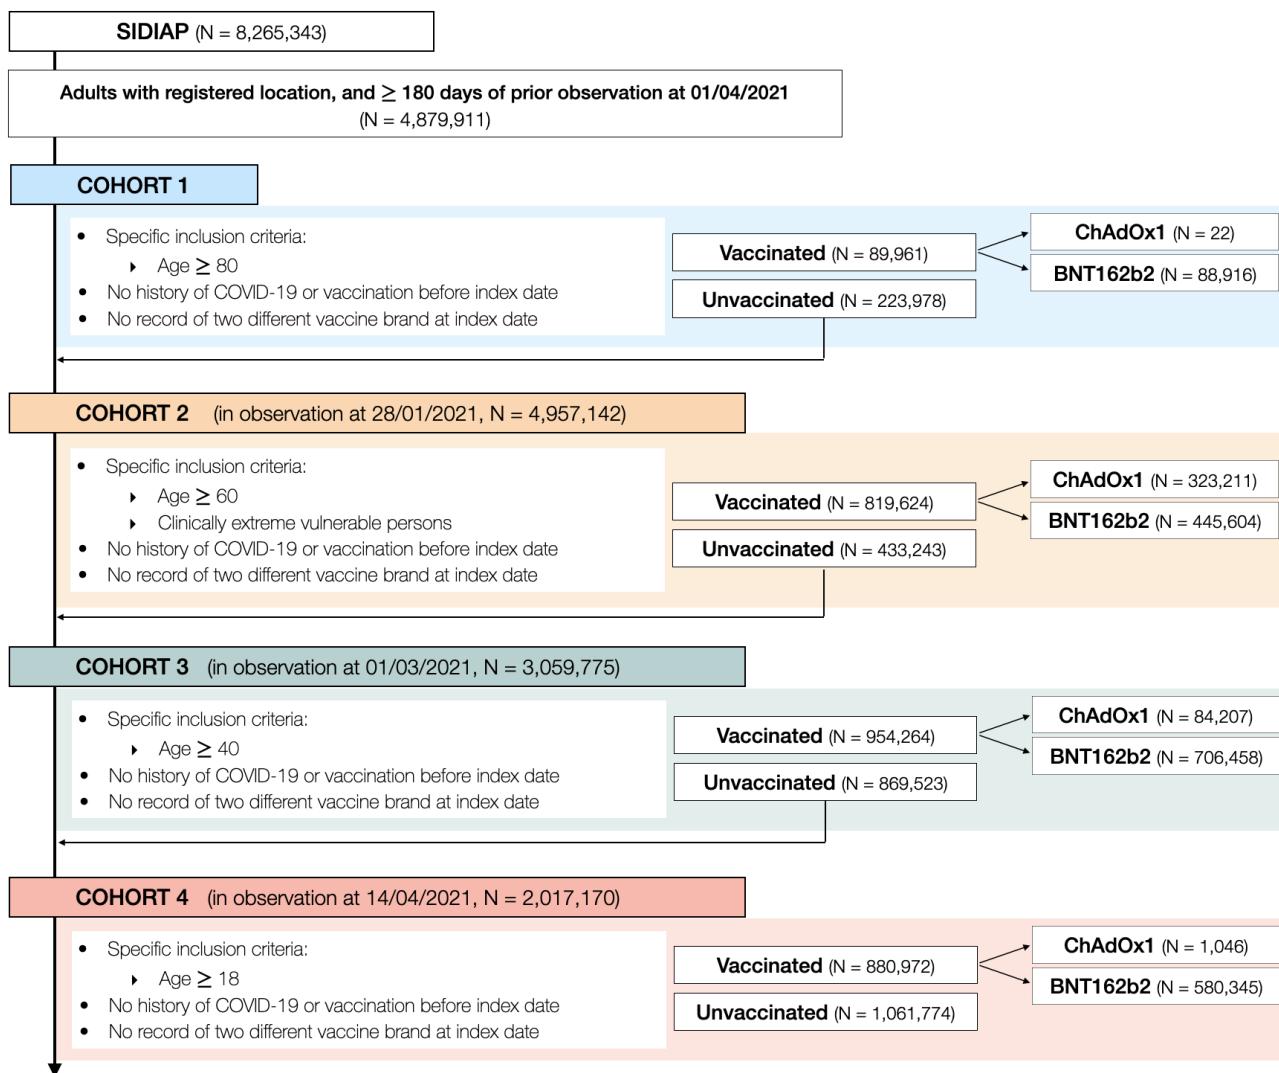 SIDIAP (N = 8,265,343)
Adults with registered location, and ≥ 180 days of prior observation at 01/04/2021
(N = 4,879,911)
COHORT 1
• Specific inclusion criteria:
‣ Age ≥ 80
• No history of COVID-19 or vaccination before index date
• No record of two different vaccine brand at index date
Vaccinated (N = 89,961)
Unvaccinated (N = 223,978)
ChAdOx1 (N = 22)
BNT162b2 (N = 88,916)
COHORT 2 (in observation at 28/01/2021, N = 4,957,142)
• Specific inclusion criteria:
‣ Age ≥ 60
‣ Clinically extreme vulnerable persons
• No history of COVID-19 or vaccination before index date
• No record of two different vaccine brand at index date
Vaccinated (N = 819,624)
Unvaccinated (N = 433,243)
ChAdOx1 (N = 323,211)
BNT162b2 (N = 445,604)
COHORT 3 (in observation at 01/03/2021, N = 3,059,775)
• Specific inclusion criteria:
‣ Age ≥ 40
• No history of COVID-19 or vaccination before index date
• No record of two different vaccine brand at index date
Vaccinated (N = 954,264)
Unvaccinated (N = 869,523)
ChAdOx1 (N = 84,207)
BNT162b2 (N = 706,458)
COHORT 4 (in observation at 14/04/2021, N = 2,017,170)
• Specific inclusion criteria:
‣ Age ≥ 18
• No history of COVID-19 or vaccination before index date
• No record of two different vaccine brand at index date
Vaccinated (N = 880,972)
Unvaccinated (N = 1,061,774)
ChAdOx1 (N = 1,046)
BNT162b2 (N = 580,345)